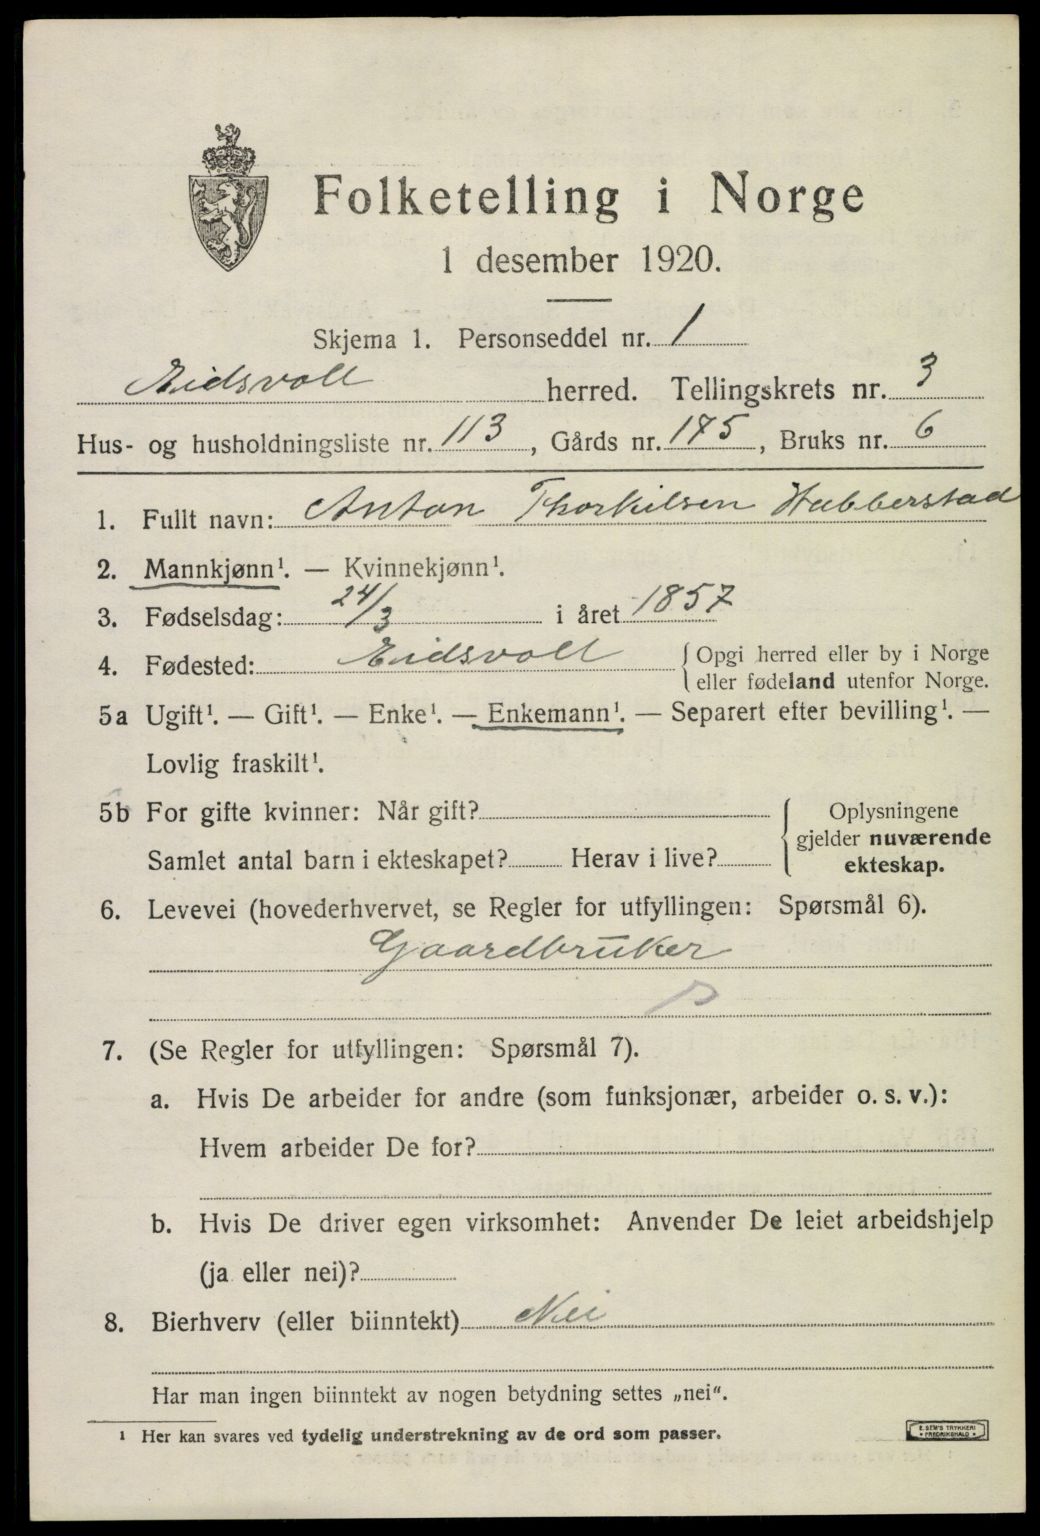 Folketelling i Norge
1 desember 1920.
Skjema 1. Personseddel nr. 1
Eidsvoll herred. Tellingskrets nr. 3
Hus- og husholdningsliste nr. 113, Gårds nr. 175, Bruks nr. 6
1. Fullt navn: Anton Thorkilsen Habberstad
2. Mannkjønn¹. — Kvinnekjønn¹.
3. Fødselsdag: 24/3 i året 1857
4. Fødested: Eidsvoll { Opgi herred eller by i Norge
eller fødeland utenfor Norge.
5a Ugift¹. — Gift¹. — Enke¹. — Enkemann¹. — Separert efter bevilling¹. —
Lovlig fraskilt¹.
5b For gifte kvinner: Når gift? { Oplysningene
gjelder nuværende
Samlet antal barn i ekteskapet? Herav i live? ekteskap.
6. Levevei (hovederhvervet, se Regler for utfyllingen: Spørsmål 6).
Gaardbruker
7. (Se Regler for utfyllingen: Spørsmål 7).
a. Hvis De arbeider for andre (som funksjonær, arbeider o. s. v.):
Hvem arbeider De for?
b. Hvis De driver egen virksomhet: Anvender De leiet arbeidshjelp
(ja eller nei)?
8. Bierhverv (eller biinntekt) Nei
Har man ingen biinntekt av nogen betydning settes „nei".
¹ Her kan svares ved tydelig understrekning av de ord som passer.
E. SEM'S TRYKKERI
FREDRIKSHALD